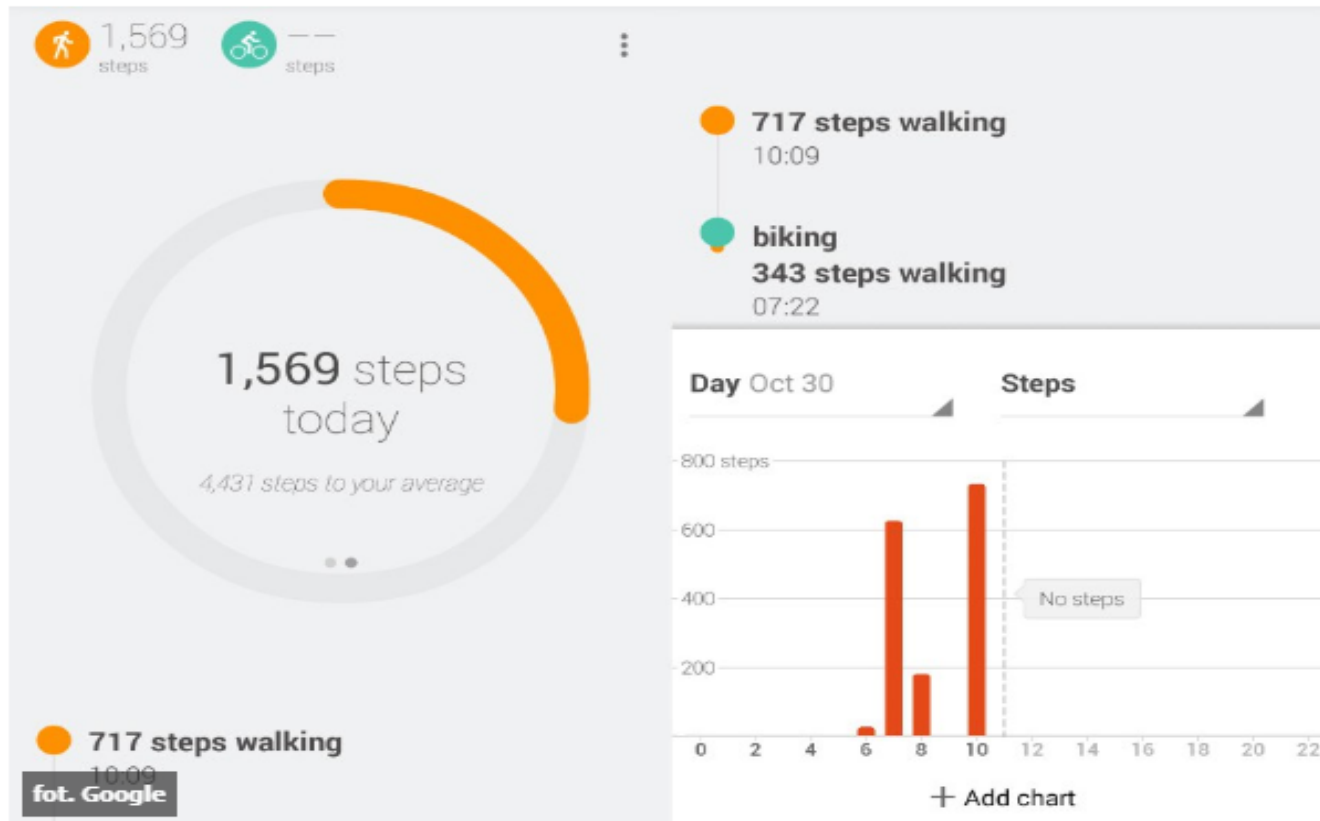 1,569
steps
--
steps
1,569 steps
today
4,431 steps to your average
717 steps walking
10:09
fot. Google
717 steps walking
10:09
biking
343 steps walking
07:22
Day Oct 30
Steps
800 steps
600
400
No steps
200
0 2 4 6 8 10 12 14 16 18 20 22
+ Add chart